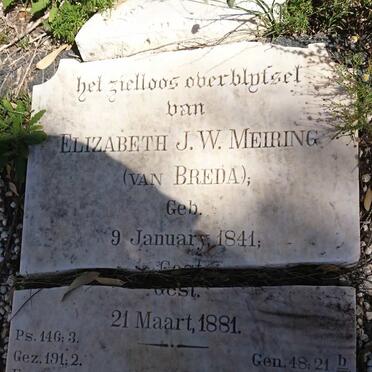 het zielloos overblyfsel
van
ELIZABETH J. W. MEIRING
(VAN BREDA);
Geb.
9 January 1841;
Gest.
21 Maart, 1881.
Ps. 146; 3.
Gez. 191; 2.
Gen. 48; 21 b